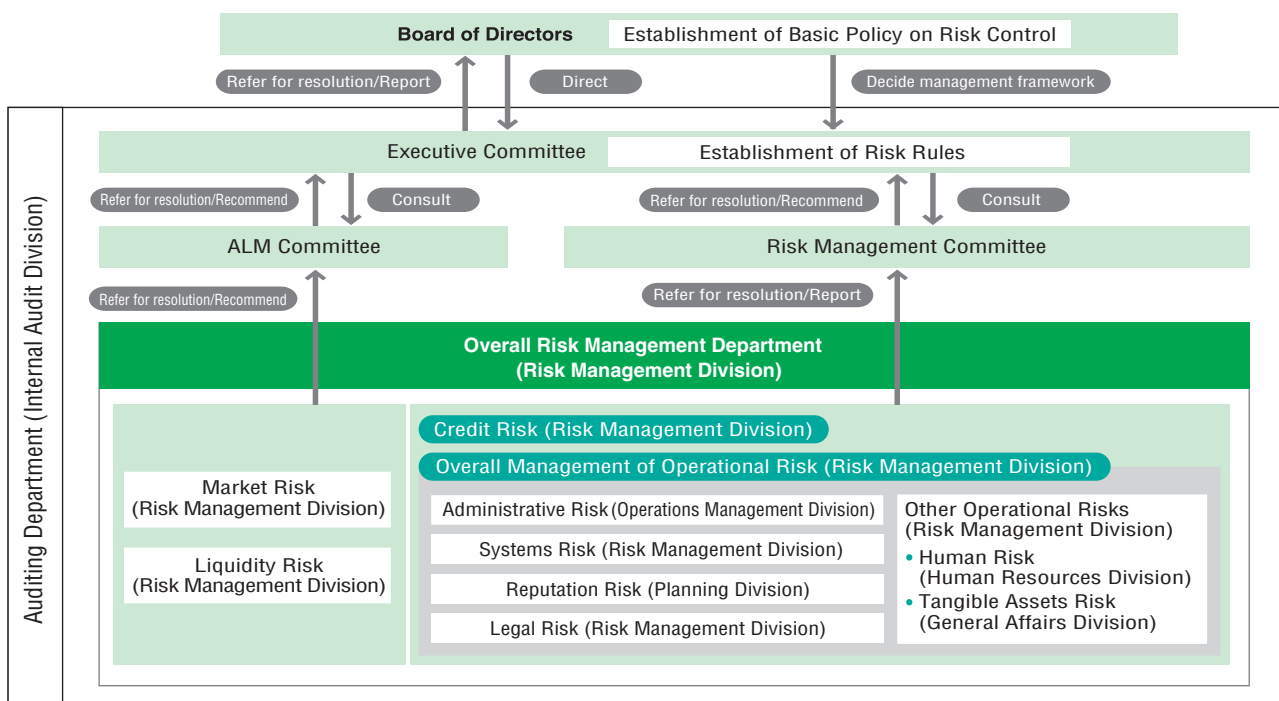 Board of Directors
Establishment of Basic Policy on Risk Control
Refer for resolution/Report
Direct
Decide management framework
Auditing Department (Internal Audit Division)
Executive Committee
Establishment of Risk Rules
Refer for resolution/Recommend
Consult
Refer for resolution/Recommend
Consult
ALM Committee
Risk Management Committee
Refer for resolution/Recommend
Refer for resolution/Report
Overall Risk Management Department
(Risk Management Division)
Market Risk
(Risk Management Division)
Liquidity Risk
(Risk Management Division)
Credit Risk (Risk Management Division)
Overall Management of Operational Risk (Risk Management Division)
Administrative Risk (Operations Management Division)
Systems Risk (Risk Management Division)
Reputation Risk (Planning Division)
Legal Risk (Risk Management Division)
Other Operational Risks
(Risk Management Division)
• Human Risk
(Human Resources Division)
• Tangible Assets Risk
(General Affairs Division)